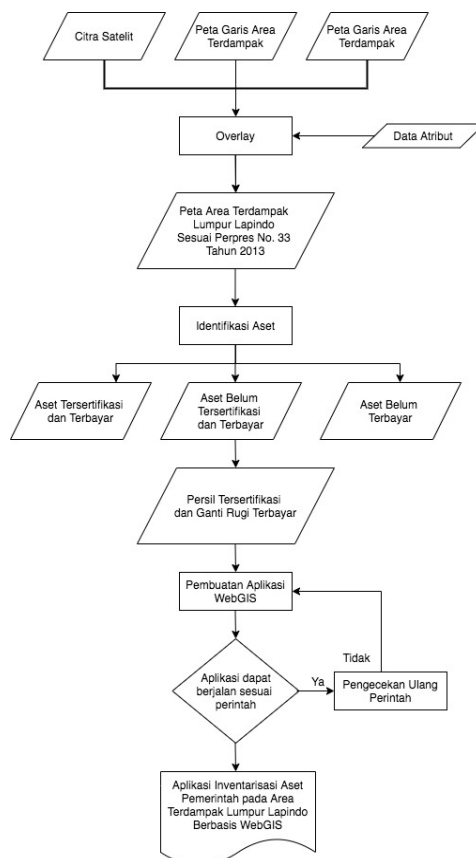 Citra Satelit
Peta Garis Area
Terdampak
Peta Garis Area
Terdampak
Overlay
Data Atribut
Peta Area Terdampak
Lumpur Lapindo
Sesuai Perpres No. 33
Tahun 2013
Identifikasi Aset
Aset Tersertifikasi
dan Terbayar
Aset Belum
Tersertifikasi
dan Terbayar
Aset Belum
Terbayar
Persil Tersertifikasi
dan Ganti Rugi Terbayar
Pembuatan Aplikasi
WebGIS
Tidak
Aplikasi dapat
berjalan sesuai
perintah
Ya
Pengecekan Ulang
Perintah
Aplikasi Inventarisasi Aset
Pemerintah pada Area
Terdampak Lumpur Lapindo
Berbasis WebGIS